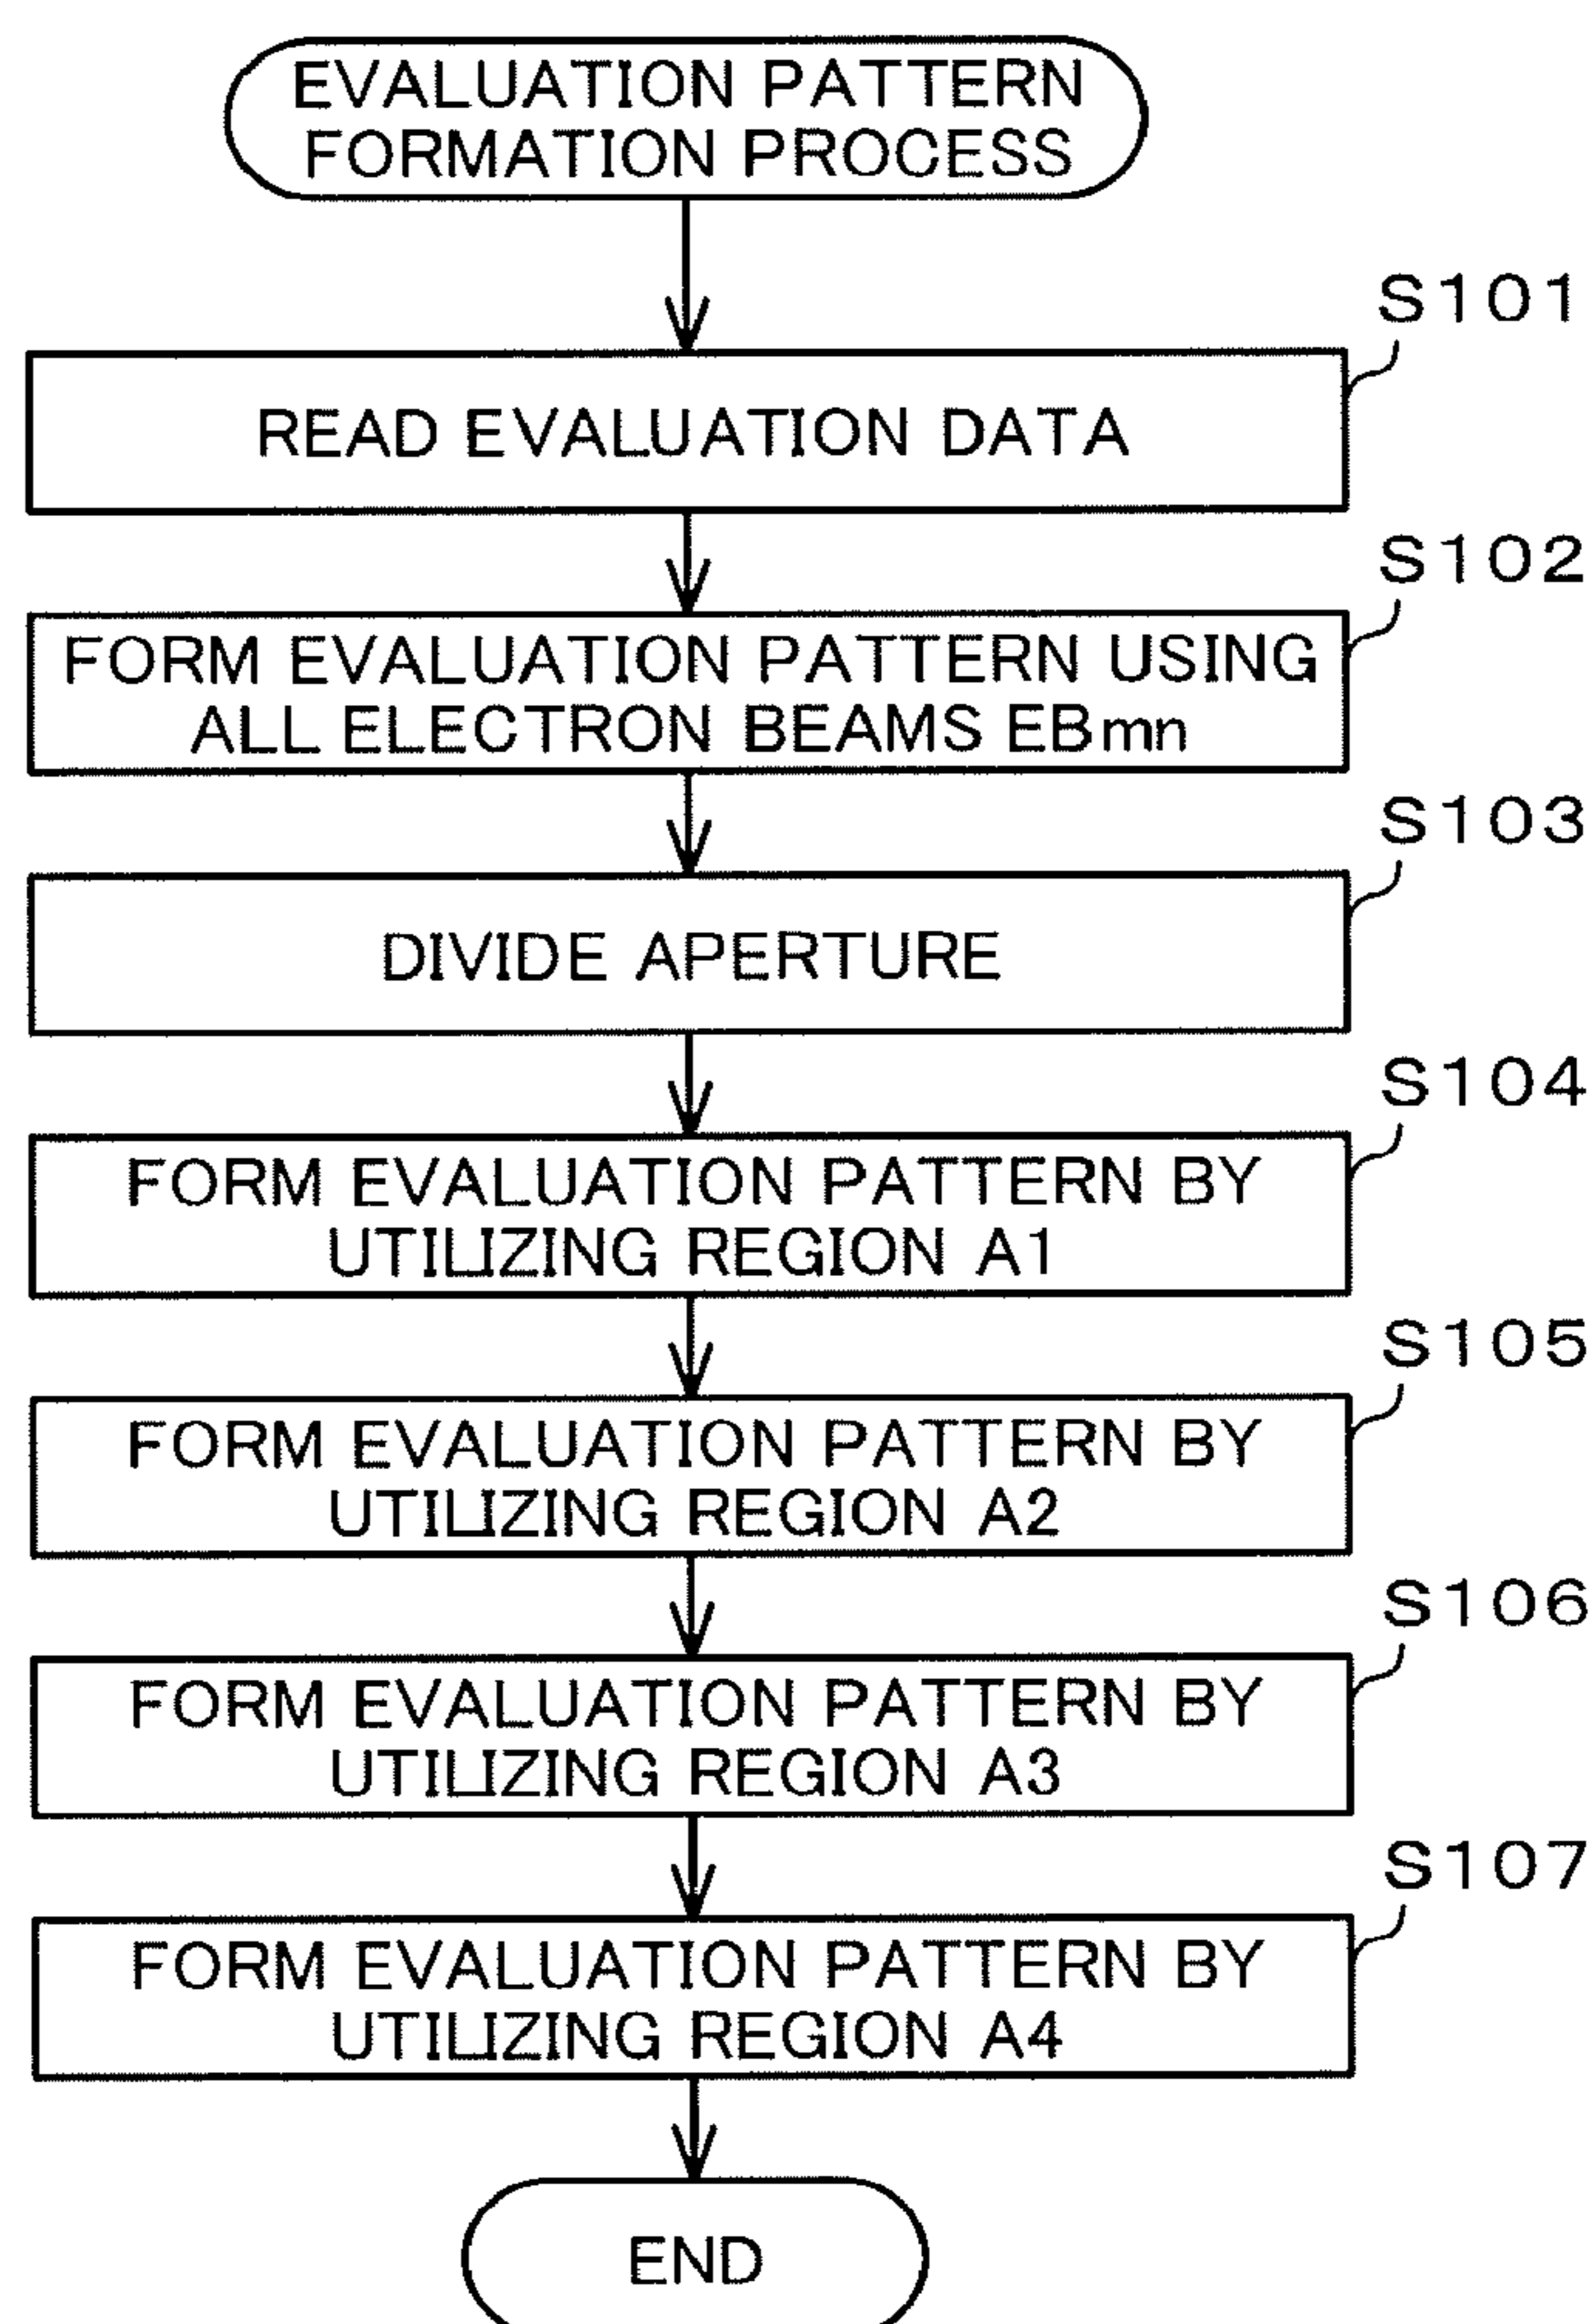 EVALUATION PATTERN
FORMATION PROCESS
S101
READ EVALUATION DATA
S102
FORM EVALUATION PATTERN USING
ALL ELECTRON BEAMS EBmn
S103
DIVIDE APERTURE
S104
FORM EVALUATION PATTERN BY
UTILIZING REGION A1
S105
FORM EVALUATION PATTERN BY
UTILIZING REGION A2
S106
FORM EVALUATION PATTERN BY
UTILIZING REGION A3
S107
FORM EVALUATION PATTERN BY
UTILIZING REGION A4
END